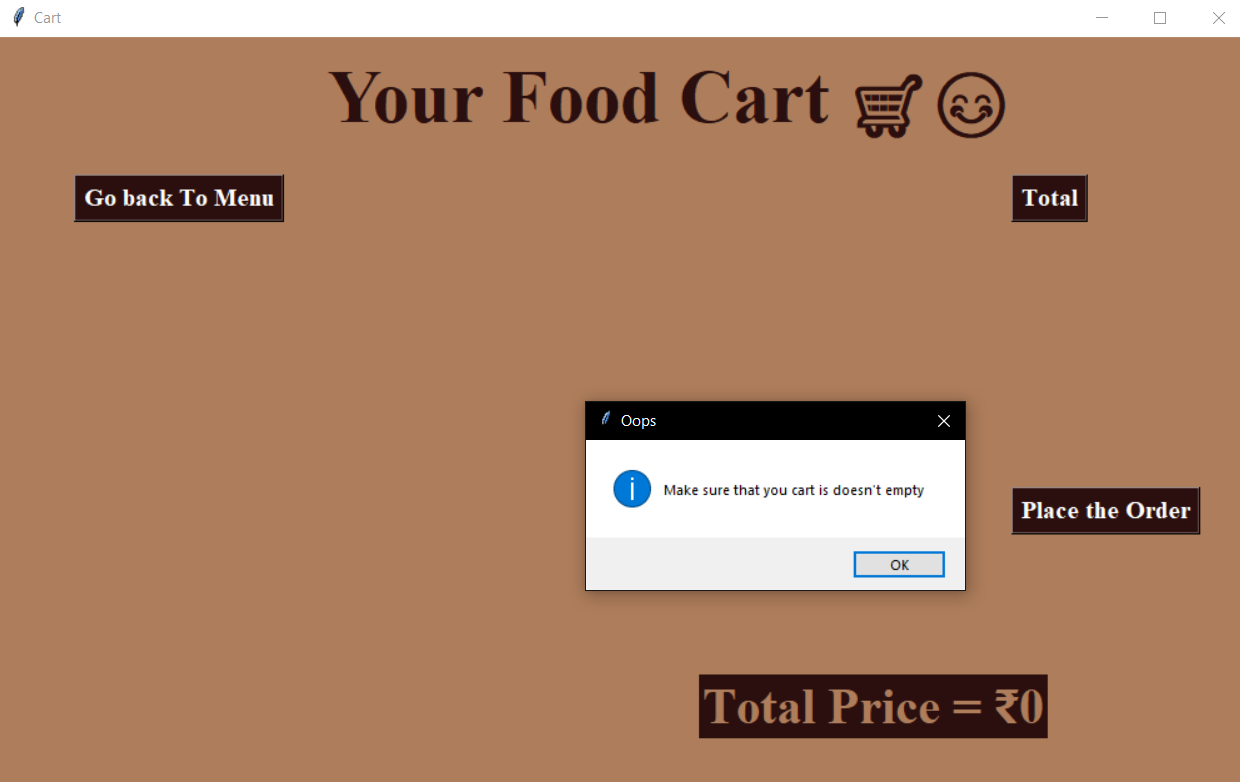 Cart
Your Food Cart 🛒😊
Go back To Menu
Total
Oops
Make sure that you cart is doesn't empty
OK
Place the Order
Total Price = ₹0